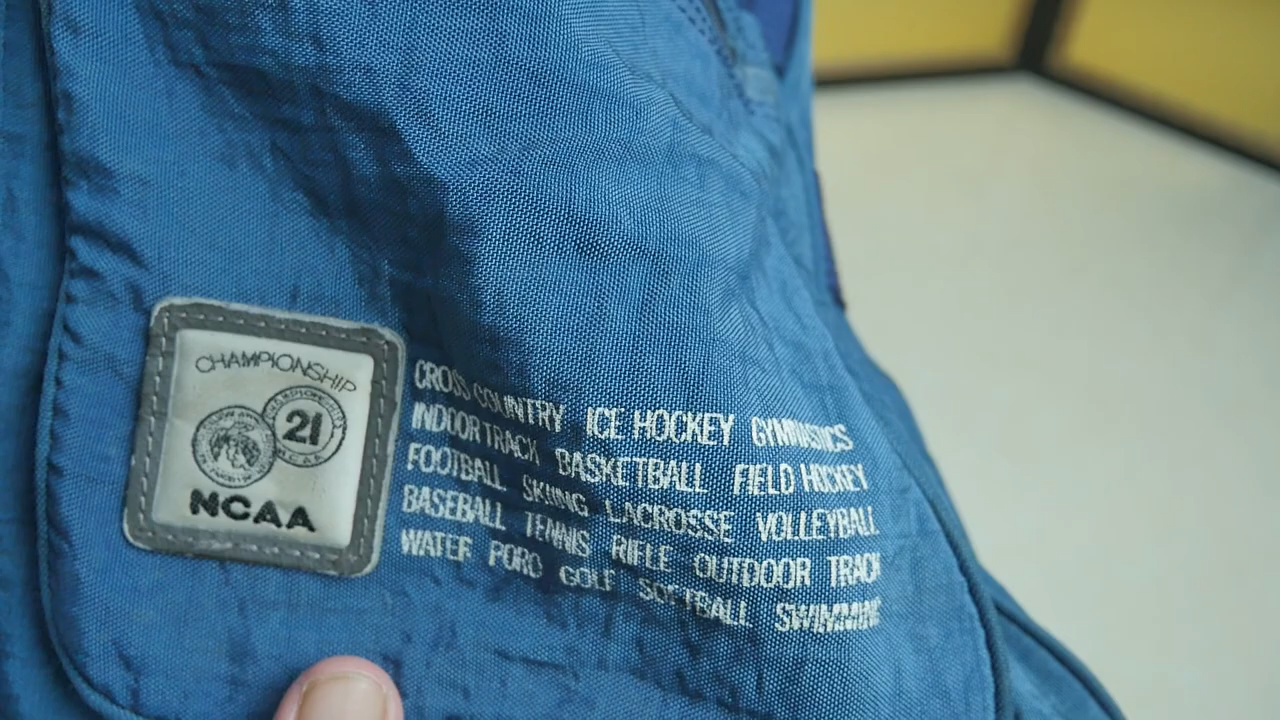 CHAMPIONSHIP
21
NCAA
CROSS COUNTRY ICE HOCKEY GYMNASICS
INDOOR TRACK BASKETBALL FIELD HOCKEY
FOOTBALL SKIING LACROSSE VOLLEYBALL
BASEBALL TENNIS RIFLE OUTDOOR TRACK
WATER PORO GOLF SOFTBALL SWIMMING